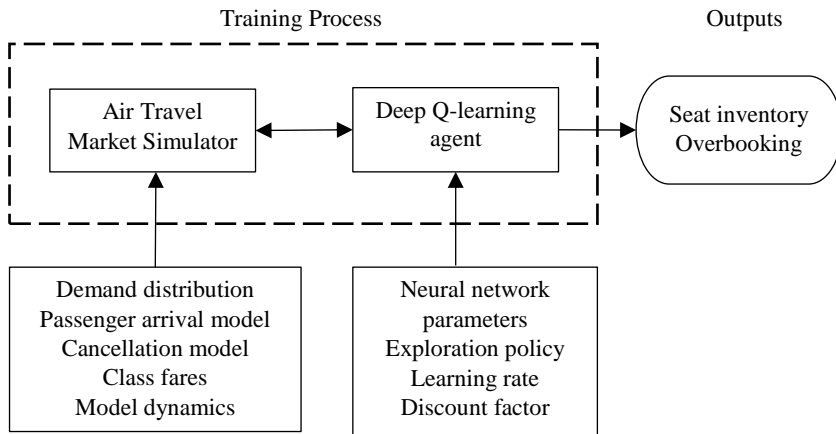 Training Process
Outputs
Air Travel
Market Simulator
Deep Q-learning
agent
Seat inventory
Overbooking
Demand distribution
Passenger arrival model
Cancellation model
Class fares
Model dynamics
Neural network
parameters
Exploration policy
Learning rate
Discount factor